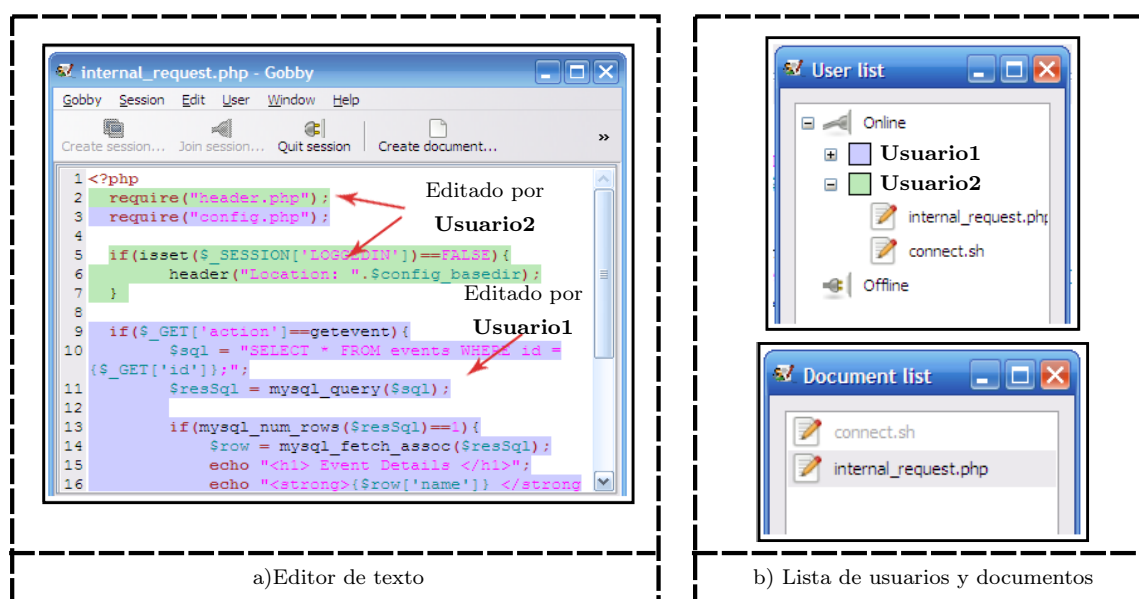 internal_request.php - Gobby
Gobby Session Edit User Window Help
Create session... Join session... Quit session Create document... »
1 <?php
2 require("header.php");
3 require("config.php");
4
5 if(isset($_SESSION['LOGGEDIN'])==FALSE){
6 header("Location: ".$config_basedir);
7 }
8
9 if($_GET['action']==getevent){
10 $sql = "SELECT * FROM events WHERE id =
{$_GET['id']};";
11 $resSql = mysql_query($sql);
12
13 if(mysql_num_rows($resSql)==1){
14 $row = mysql_fetch_assoc($resSql);
15 echo "<h1> Event Details </h1>";
16 echo "<strong>{$row['name']} </strong
Editado por
Usuario2
Editado por
Usuario1
a)Editor de texto
User list
Online
Usuario1
Usuario2
internal_request.php
connect.sh
Offline
Document list
connect.sh
internal_request.php
b) Lista de usuarios y documentos